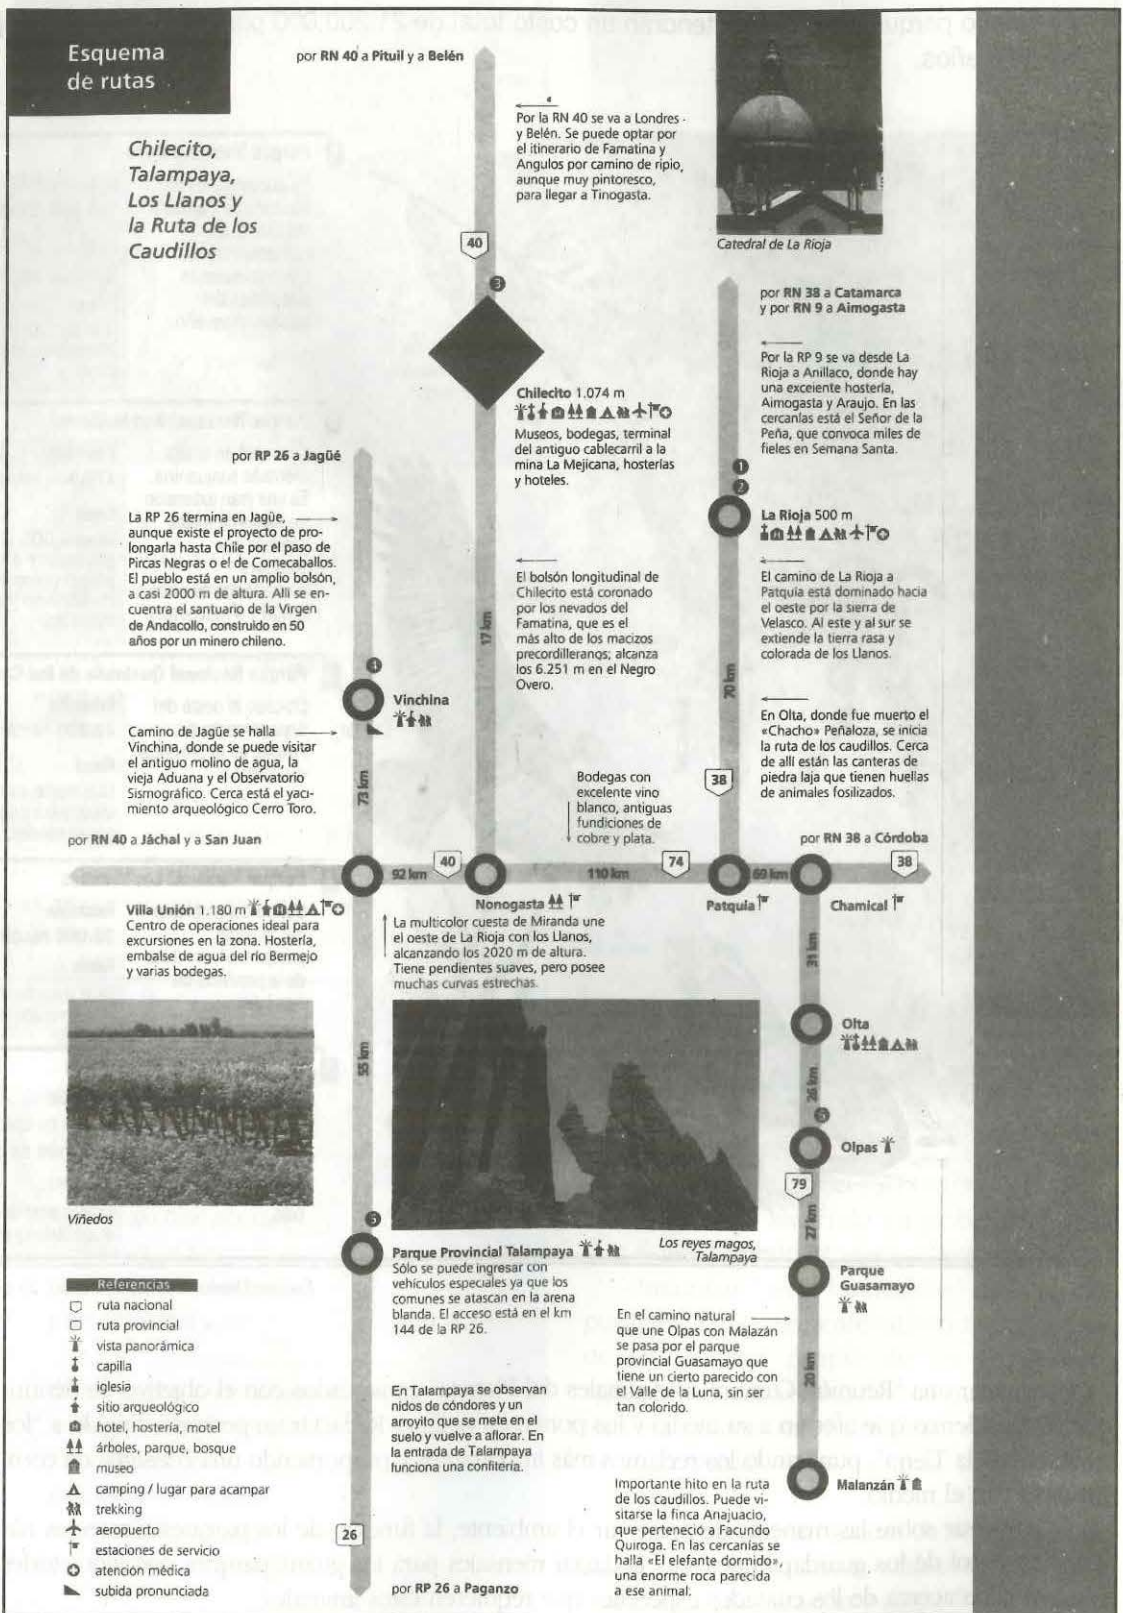 Esquema
de rutas
Chilecito,
Talampaya,
Los Llanos y
la Ruta de los
Caudillos
por RN 40 a Pituil y a Belén
Por la RN 40 se va a Londres
y Belén. Se puede optar por
el itinerario de Famatina y
Angulos por camino de ripio,
aunque muy pintoresco,
para llegar a Tinogasta.
Catedral de La Rioja
40
3
por RN 38 a Catamarca
y por RN 9 a Aimogasta
Por la RP 9 se va desde La
Rioja a Anillaco, donde hay
una excelente hostería,
Aimogasta y Araujo. En las
cercanías está el Señor de la
Peña, que convoca miles de
fieles en Semana Santa.
Chilecito 1.074 m
Museos, bodegas, terminal
del antiguo cablecarril a la
mina La Mejicana, hosterías
y hoteles.
por RP 26 a Jagüé
1
2
La Rioja 500 m
La RP 26 termina en Jagüe,
aunque existe el proyecto de pro-
longarla hasta Chile por el paso de
Pircas Negras o el de Comecaballos.
El pueblo está en un amplio bolsón,
a casi 2000 m de altura. Allí se en-
cuentra el santuario de la Virgen
de Andacollo, construido en 50
años por un minero chileno.
El bolsón longitudinal de
Chilecito está coronado
por los nevados del
Famatina, que es el
más alto de los macizos
precordilleranos; alcanza
los 6.251 m en el Negro
Overo.
El camino de La Rioja a
Patquía está dominado hacia
el oeste por la sierra de
Velasco. Al este y al sur se
extiende la tierra rasa y
colorada de los Llanos.
17 km
70 km
4
Vinchina
Camino de Jagüe se halla
Vinchina, donde se puede visitar
el antiguo molino de agua, la
vieja Aduana y el Observatorio
Sismográfico. Cerca está el yaci-
miento arqueológico Cerro Toro.
73 km
En Olta, donde fue muerto el
«Chacho» Peñaloza, se inicia
la ruta de los caudillos. Cerca
de allí están las canteras de
piedra laja que tienen huellas
de animales fosilizados.
Bodegas con
excelente vino
blanco, antiguas
fundiciones de
cobre y plata.
38
por RN 40 a Jáchal y a San Juan
por RN 38 a Córdoba
92 km
40
110 km
74
69 km
38
Villa Unión 1.180 m
Centro de operaciones ideal para
excursiones en la zona. Hostería,
embalse de agua del río Bermejo
y varias bodegas.
Nonogasta
Patquía
Chamical
La multicolor cuesta de Miranda une
el oeste de La Rioja con los Llanos,
alcanzando los 2020 m de altura.
Tiene pendientes suaves, pero posee
muchas curvas estrechas.
31 km
Olta
55 km
26 km
Olpas
79
27 km
Viñedos
Los reyes magos,
Talampaya
5
Parque Provincial Talampaya
Sólo se puede ingresar con
vehículos especiales ya que los
comunes se atascan en la arena
blanda. El acceso está en el km
144 de la RP 26.
Parque
Guasamayo
En el camino natural
que une Olpas con Malazán
se pasa por el parque
provincial Guasamayo que
tiene un cierto parecido con
el Valle de la Luna, sin ser
tan colorido.
20 km
En Talampaya se observan
nidos de cóndores y un
arroyito que se mete en el
suelo y vuelve a aflorar. En
la entrada de Talampaya
funciona una confitería.
Malanzán
Importante hito en la ruta
de los caudillos. Puede vi-
sitarse la finca Anajuacio,
que perteneció a Facundo
Quiroga. En las cercanías se
halla «El elefante dormido»,
una enorme roca parecida
a ese animal.
26
por RP 26 a Paganzo
Referencias
ruta nacional
ruta provincial
vista panorámica
capilla
iglesia
sitio arqueológico
hotel, hostería, motel
árboles, parque, bosque
museo
camping / lugar para acampar
trekking
aeropuerto
estaciones de servicio
atención médica
subida pronunciada